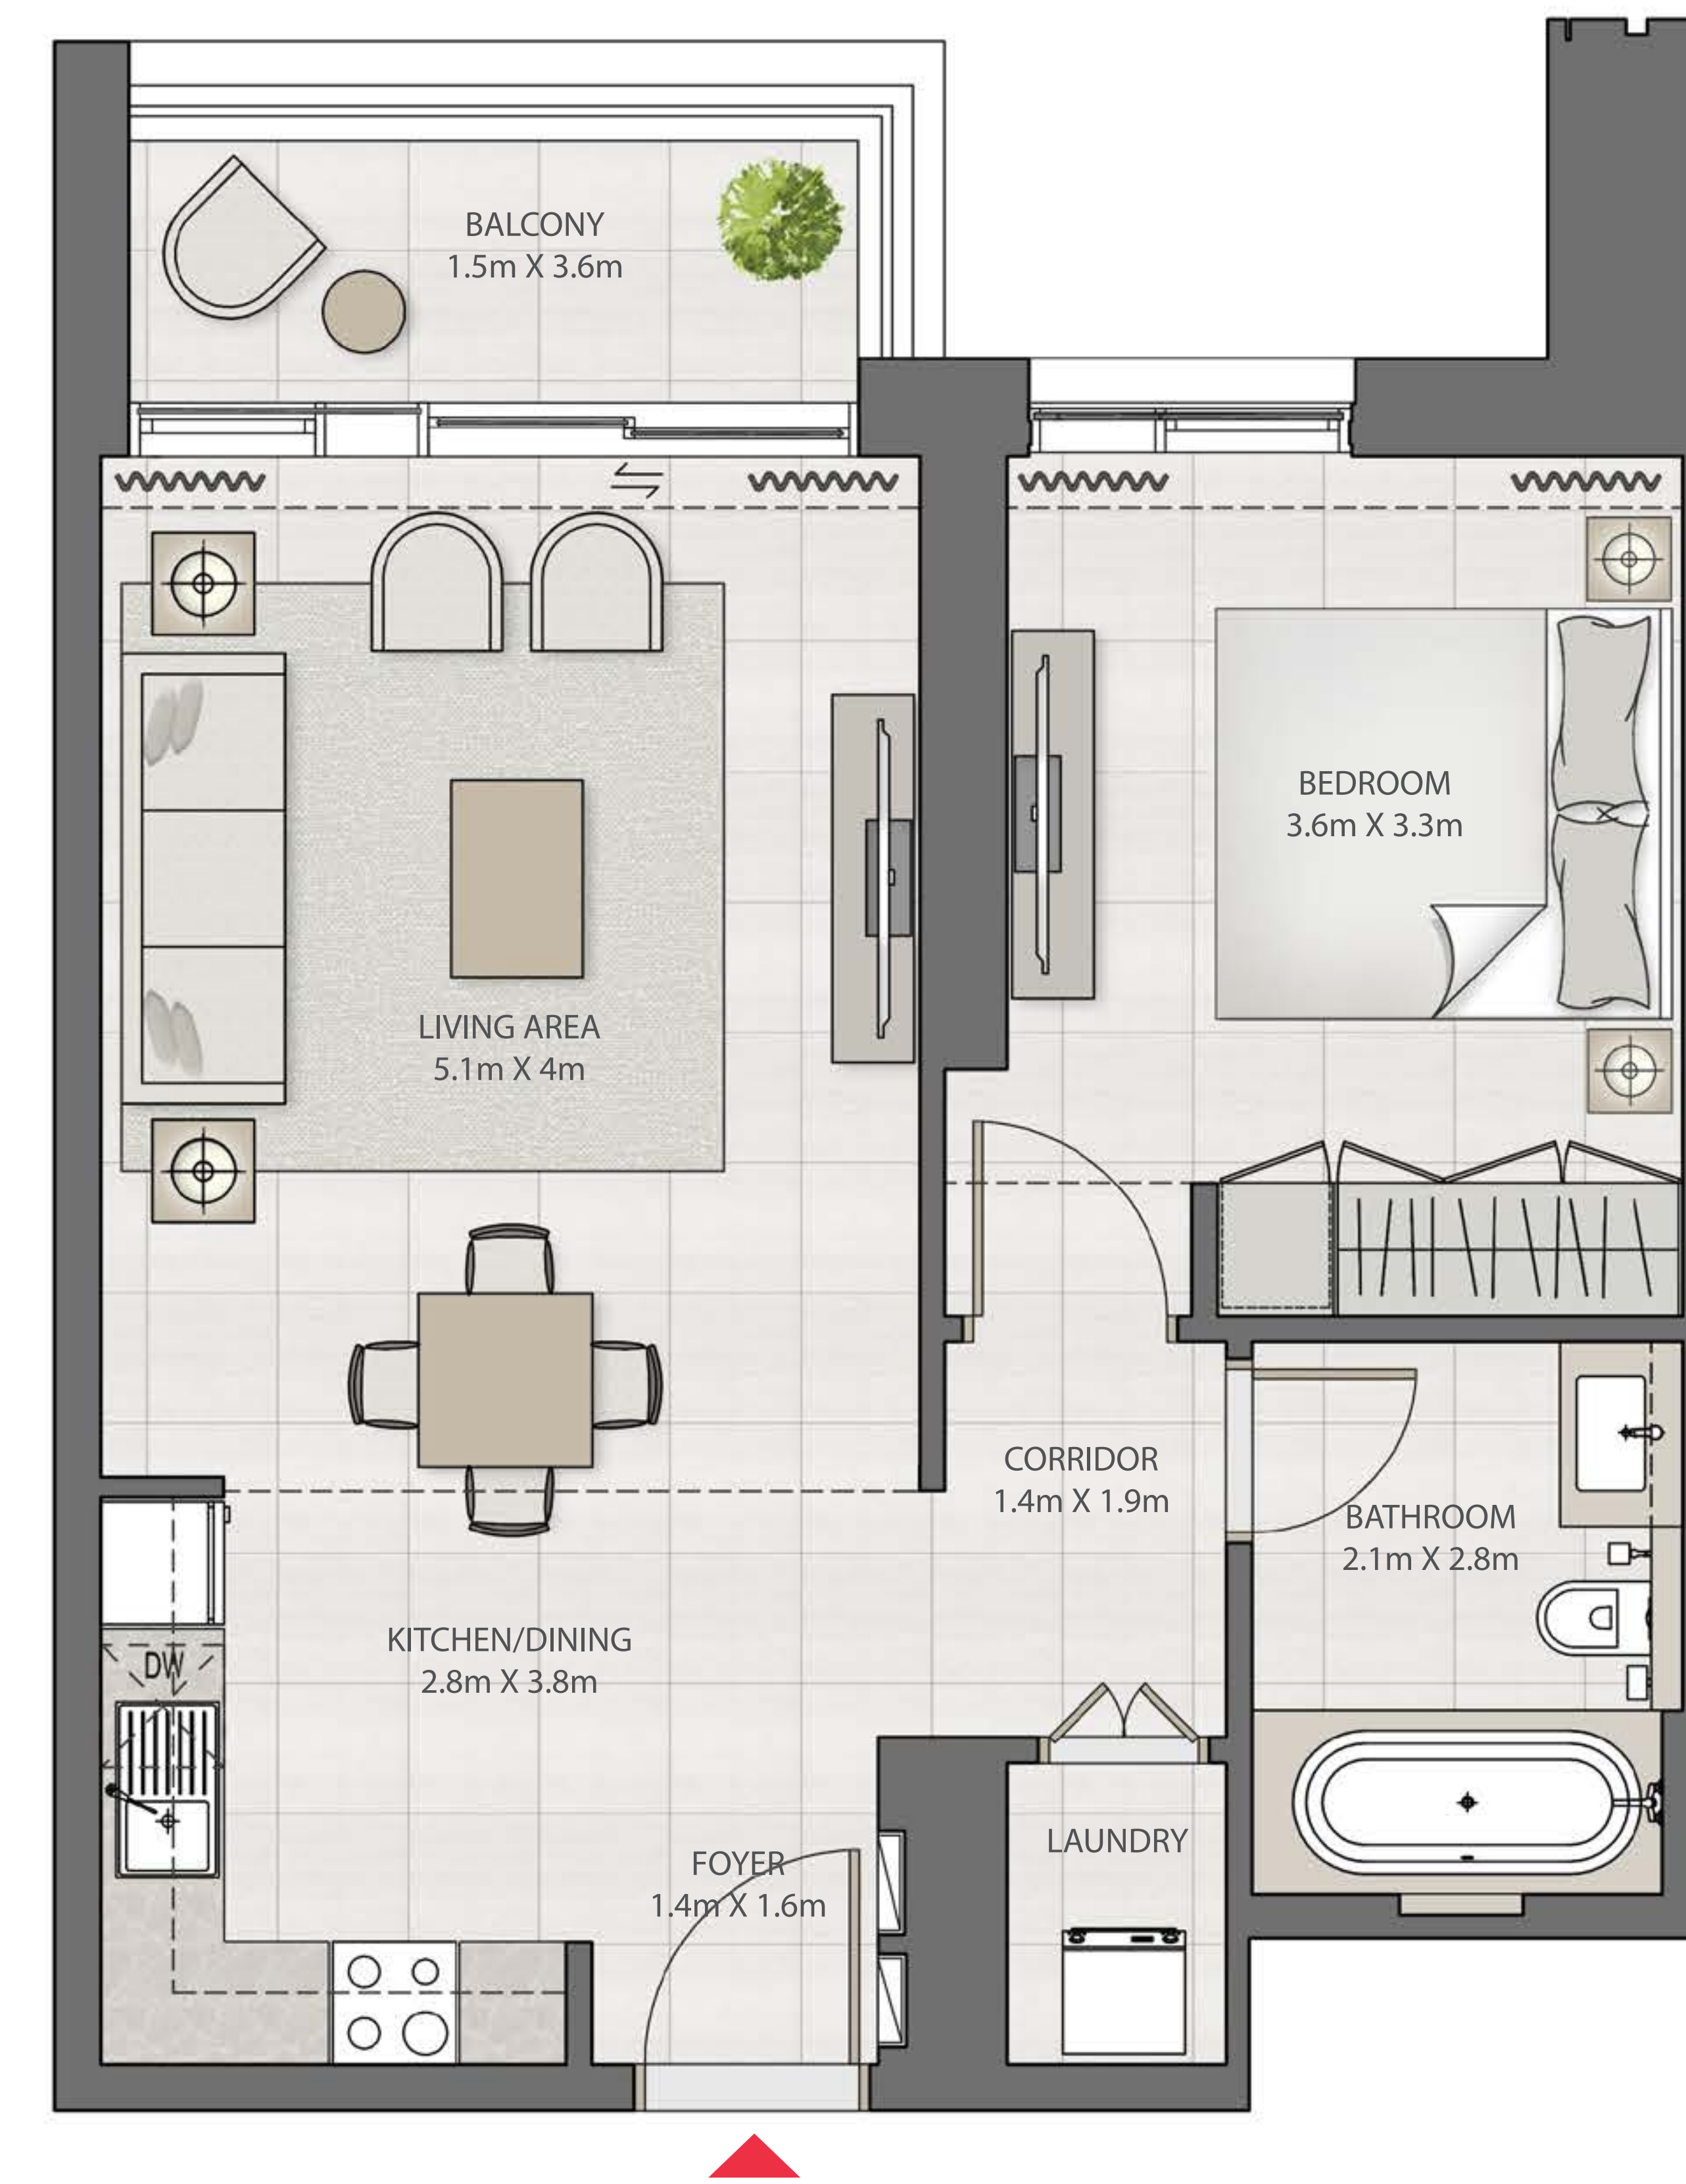 BALCONY
1.5m X 3.6m
BEDROOM
3.6m X 3.3m
LIVING AREA
5.1m X 4m
CORRIDOR
1.4m X 1.9m
BATHROOM
2.1m X 2.8m
KITCHEN/DINING
2.8m X 3.8m
DW
LAUNDRY
FOYER
1.4m X 1.6m